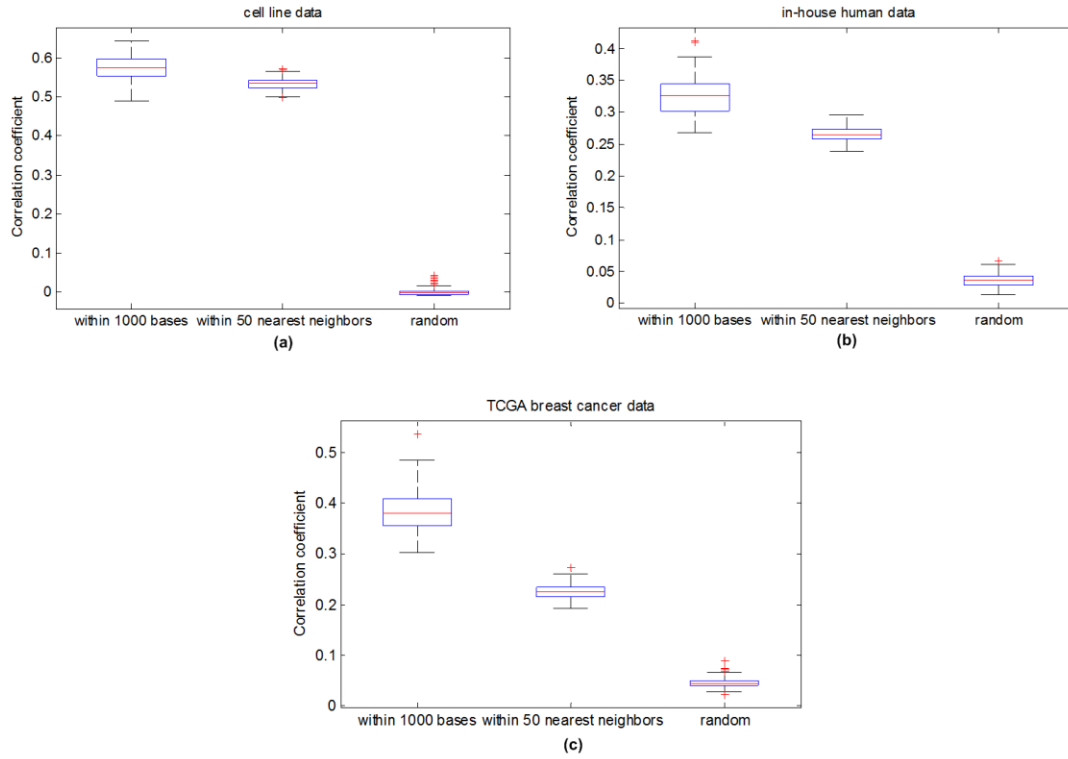 cell line data
Correlation coefficient
0.6
0.5
0.4
0.3
0.2
0.1
0
within 1000 bases within 50 nearest neighbors random
(a)
in-house human data
Correlation coefficient
0.4
0.35
0.3
0.25
0.2
0.15
0.1
0.05
0
within 1000 bases within 50 nearest neighbors random
(b)
TCGA breast cancer data
Correlation coefficient
0.5
0.4
0.3
0.2
0.1
0
within 1000 bases within 50 nearest neighbors random
(c)